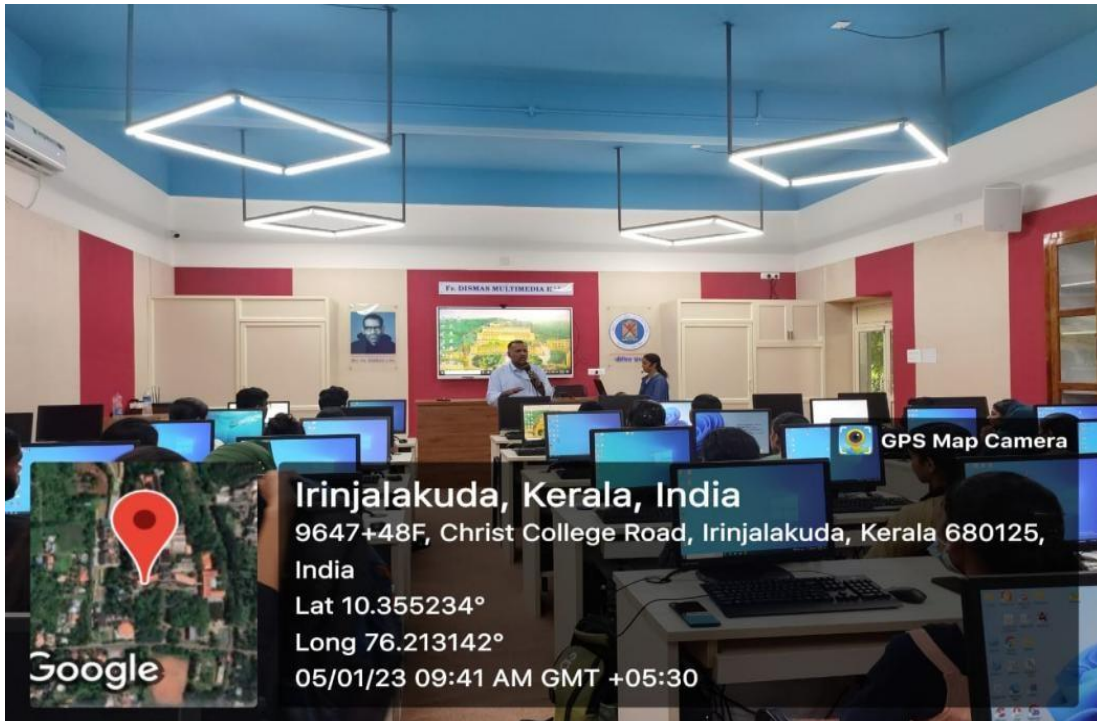 Fr. DISMAS MULTIMEDIA
GPS Map Camera
Irinjalakuda, Kerala, India
9647+48F, Christ College Road, Irinjalakuda, Kerala 680125,
India
Lat 10.355234°
Long 76.213142°
05/01/23 09:41 AM GMT +05:30
Google